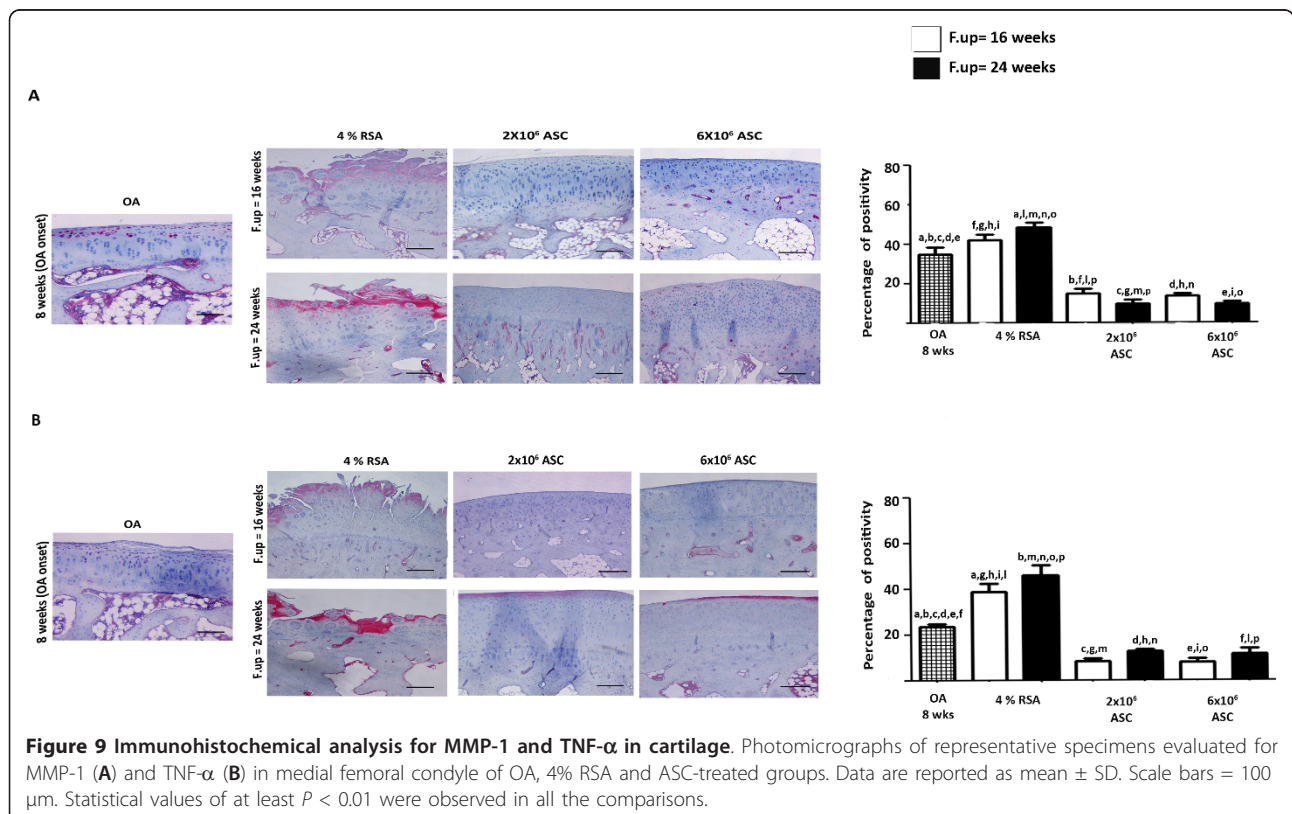 F.up= 16 weeks
F.up= 24 weeks
A
4 % RSA
2X10⁶ ASC
6X10⁶ ASC
OA
8 weeks (OA onset)
F.up = 16 weeks
F.up = 24 weeks
Percentage of positivity
80
60
40
20
a,b,c,d,e
f,g,h,i
a,l,m,n,o
b,f,l,p
c,g,m,p
d,h,n
e,i,o
OA
8 wks
4 % RSA
2x10⁶
ASC
6x10⁶
ASC
B
4 % RSA
2x10⁶ ASC
6x10⁶ ASC
OA
8 weeks (OA onset)
F.up = 16 weeks
F.up = 24 weeks
Percentage of positivity
80
60
40
20
a,b,c,d,e,f
a,g,h,i,l
b,m,n,o,p
c,g,m
d,h,n
e,i,o
f,l,p
OA
8 wks
4 % RSA
2x10⁶
ASC
6x10⁶
ASC
Figure 9 Immunohistochemical analysis for MMP-1 and TNF-α in cartilage. Photomicrographs of representative specimens evaluated for
MMP-1 (A) and TNF-α (B) in medial femoral condyle of OA, 4% RSA and ASC-treated groups. Data are reported as mean ± SD. Scale bars = 100
μm. Statistical values of at least P < 0.01 were observed in all the comparisons.